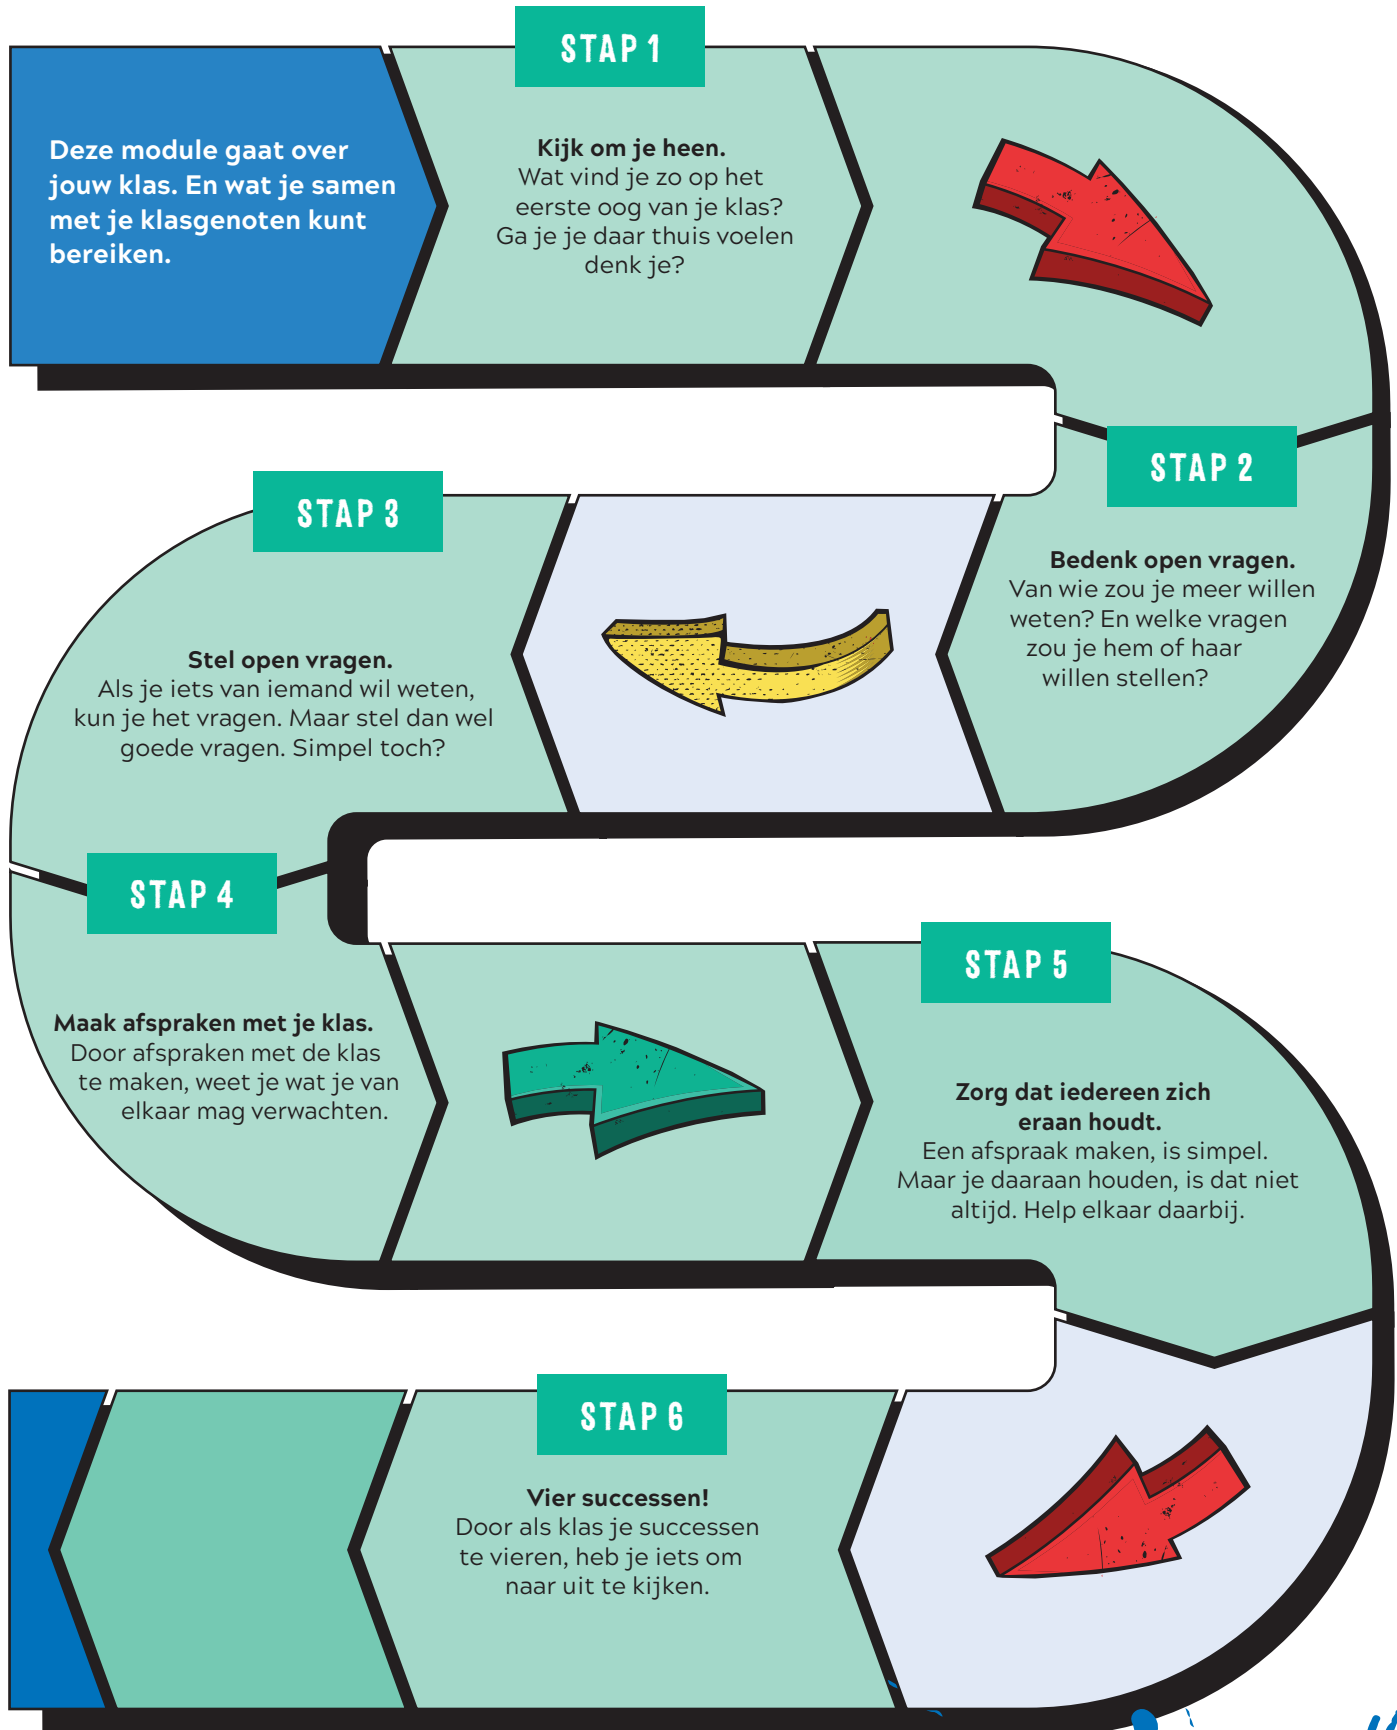 Deze module gaat over
jouw klas. En wat je samen
met je klasgenoten kunt
bereiken.
STAP 1
Kijk om je heen.
Wat vind je zo op het
eerste oog van je klas?
Ga je je daar thuis voelen
denk je?
STAP 2
Bedenk open vragen.
Van wie zou je meer willen
weten? En welke vragen
zou je hem of haar
willen stellen?
STAP 3
Stel open vragen.
Als je iets van iemand wil weten,
kun je het vragen. Maar stel dan wel
goede vragen. Simpel toch?
STAP 4
Maak afspraken met je klas.
Door afspraken met de klas
te maken, weet je wat je van
elkaar mag verwachten.
STAP 5
Zorg dat iedereen zich
eraan houdt.
Een afspraak maken, is simpel.
Maar je daaraan houden, is dat niet
altijd. Help elkaar daarbij.
STAP 6
Vier successen!
Door als klas je successen
te vieren, heb je iets om
naar uit te kijken.